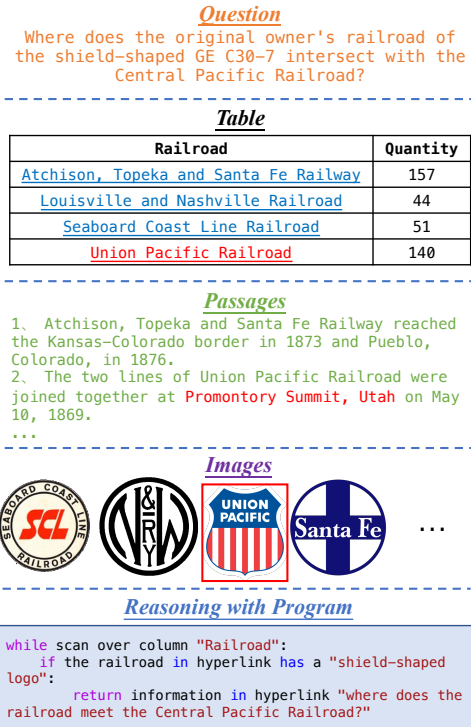 Question
Where does the original owner's railroad of
the shield-shaped GE C30-7 intersect with the
Central Pacific Railroad?
Table
Railroad Quantity
Atchison, Topeka and Santa Fe Railway 157
Louisville and Nashville Railroad 44
Seaboard Coast Line Railroad 51
Union Pacific Railroad 140
Passages
1、 Atchison, Topeka and Santa Fe Railway reached
the Kansas-Colorado border in 1873 and Pueblo,
Colorado, in 1876.
2、 The two lines of Union Pacific Railroad were
joined together at Promontory Summit, Utah on May
10, 1869.
...
Images
SEABOARD COAST LINE
SCL
RAILROAD
N&W
RY
UNION
PACIFIC
Santa Fe
...
Reasoning with Program
while scan over column "Railroad":
if the railroad in hyperlink has a "shield-shaped
logo":
return information in hyperlink "where does the
railroad meet the Central Pacific Railroad?"